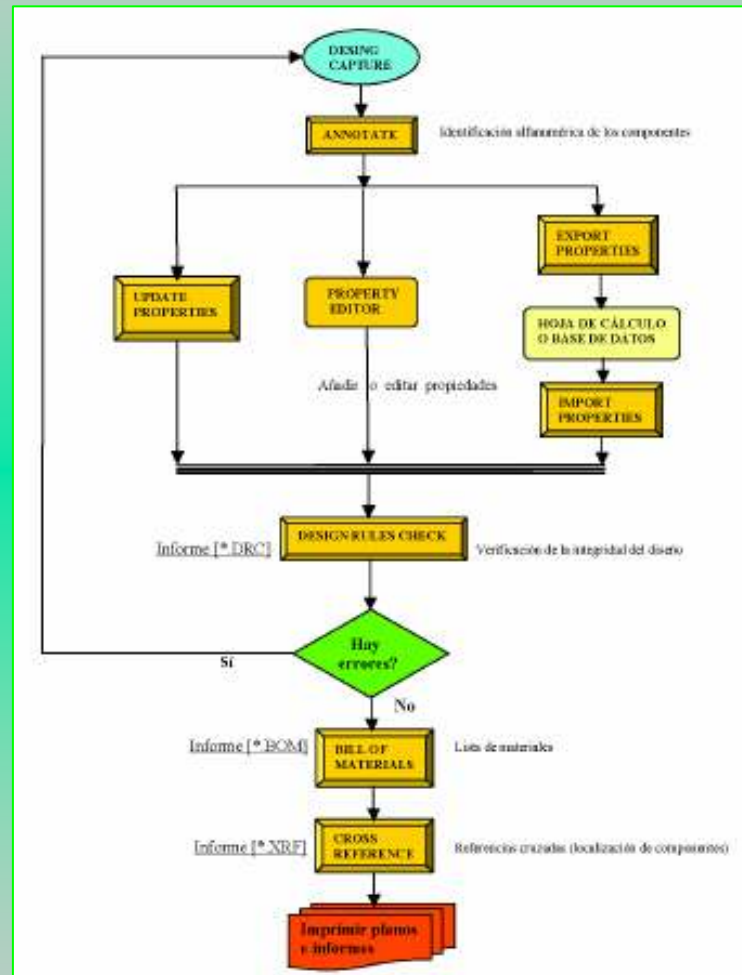 DESING
CAPTURE
ANNOTATE
Identificación alfanumérica de los componentes
EXPORT
PROPERTIES
UPDATE
PROPERTIES
PROPERTY
EDITOR
HOJA DE CÁLCULO
O BASE DE DATOS
Añadir o editar propiedades
IMPORT
PROPERTIES
Informe [*.DRC]
DESIGN RULES CHECK
Verificación de la integridad del diseño
Hay
errores?
Sí
No
Informe [*.BOM]
BILL OF
MATERIALS
Lista de materiales
Informe [*.XRF]
CROSS
REFERENCE
Referencias cruzadas (localización de componentes)
Imprimir planos
e informes